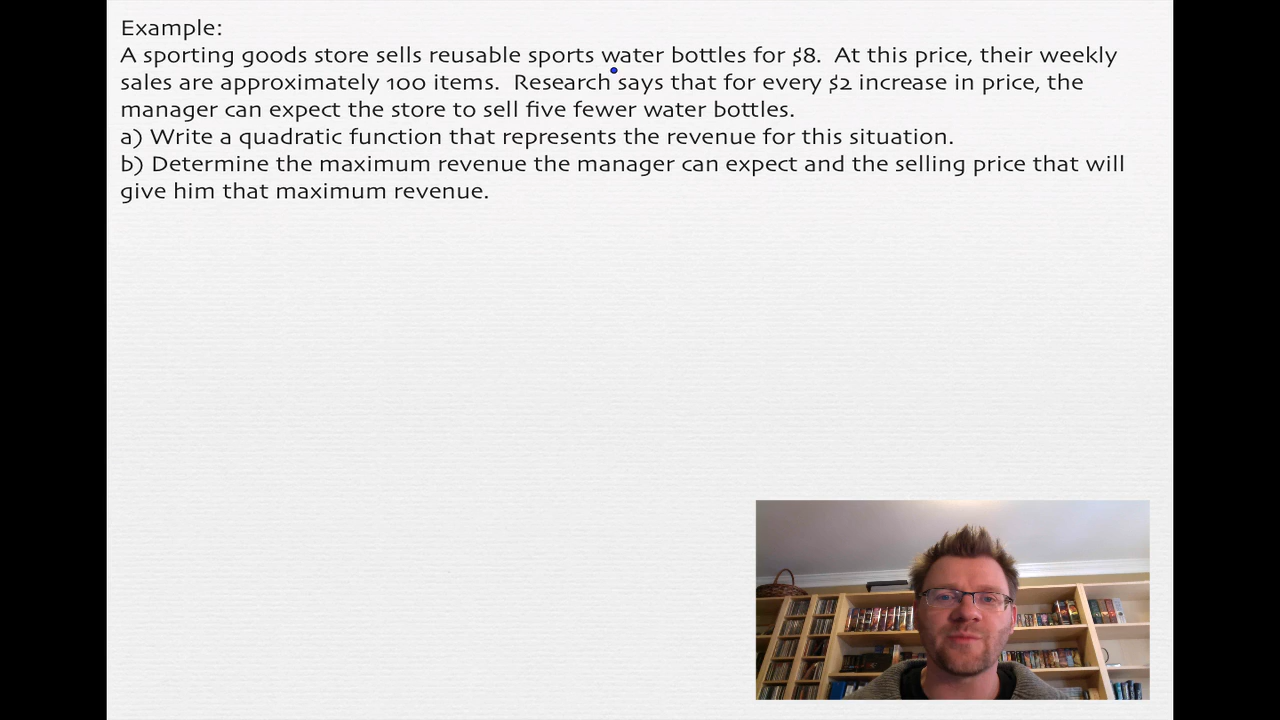 Example:
A sporting goods store sells reusable sports water bottles for $8.  At this price, their weekly
sales are approximately 100 items.  Research says that for every $2 increase in price, the
manager can expect the store to sell five fewer water bottles.
a) Write a quadratic function that represents the revenue for this situation.
b) Determine the maximum revenue the manager can expect and the selling price that will
give him that maximum revenue.